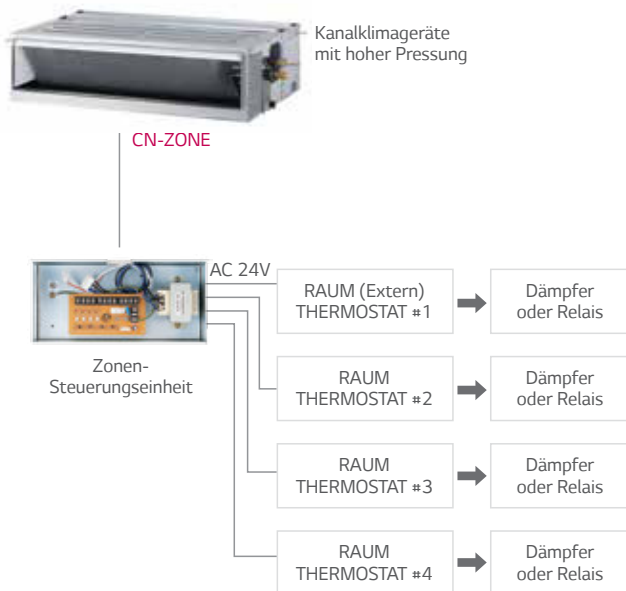 Kanalklimageräte
mit hoher Pressung
CN-ZONE
AC 24V
Zonen-
Steuerungseinheit
RAUM (Extern)
THERMOSTAT #1
Dämpfer
oder Relais
RAUM
THERMOSTAT #2
Dämpfer
oder Relais
RAUM
THERMOSTAT #3
Dämpfer
oder Relais
RAUM
THERMOSTAT #4
Dämpfer
oder Relais